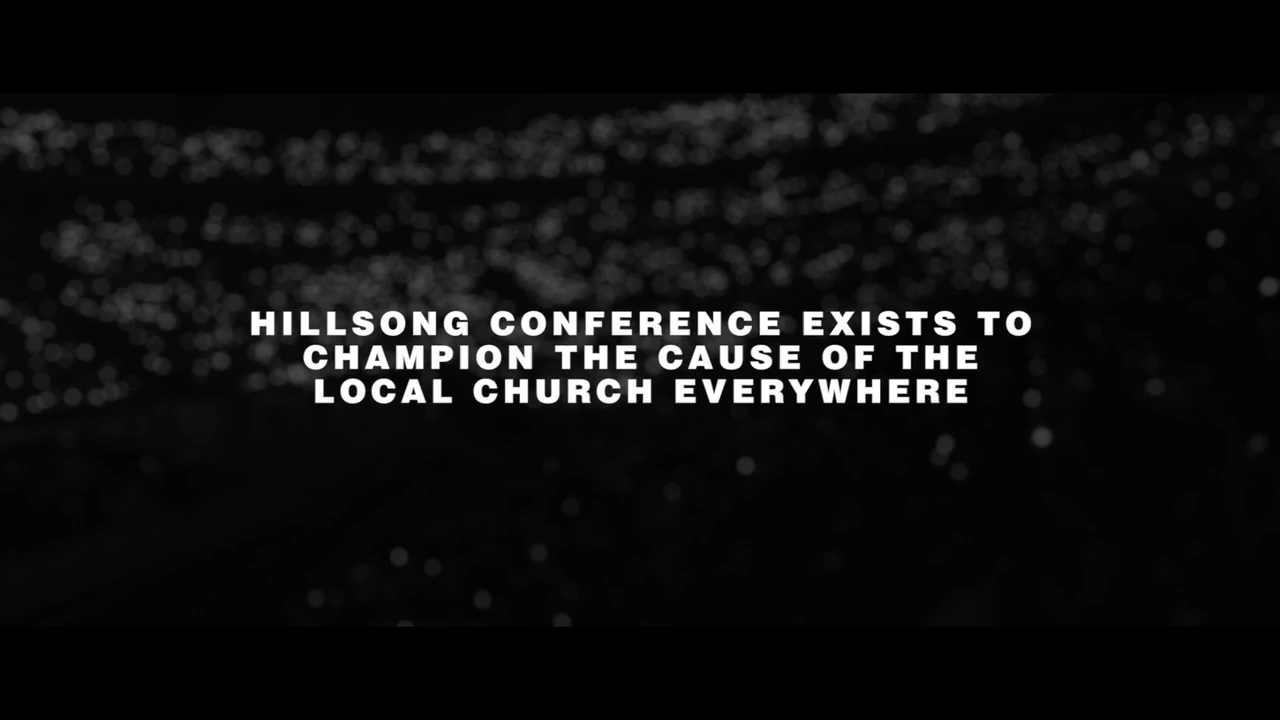 HILLSONG CONFERENCE EXISTS TO
CHAMPION THE CAUSE OF THE
LOCAL CHURCH EVERYWHERE